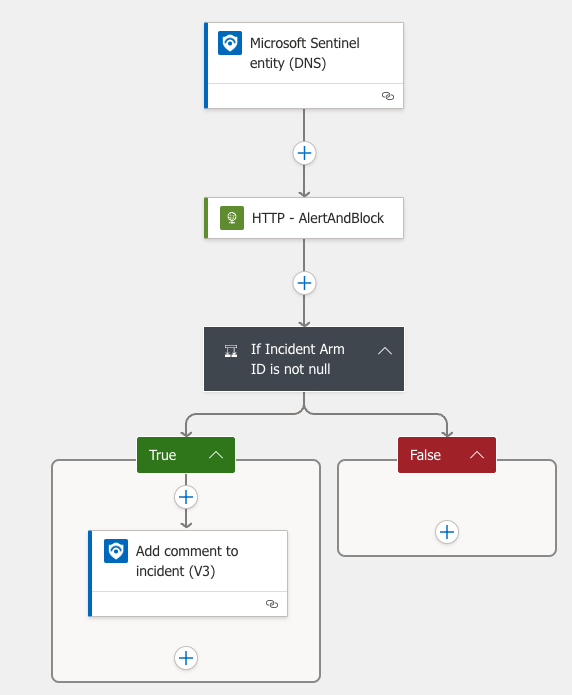 Microsoft Sentinel
entity (DNS)
HTTP - AlertAndBlock
If Incident Arm
ID is not null
True
False
Add comment to
incident (V3)